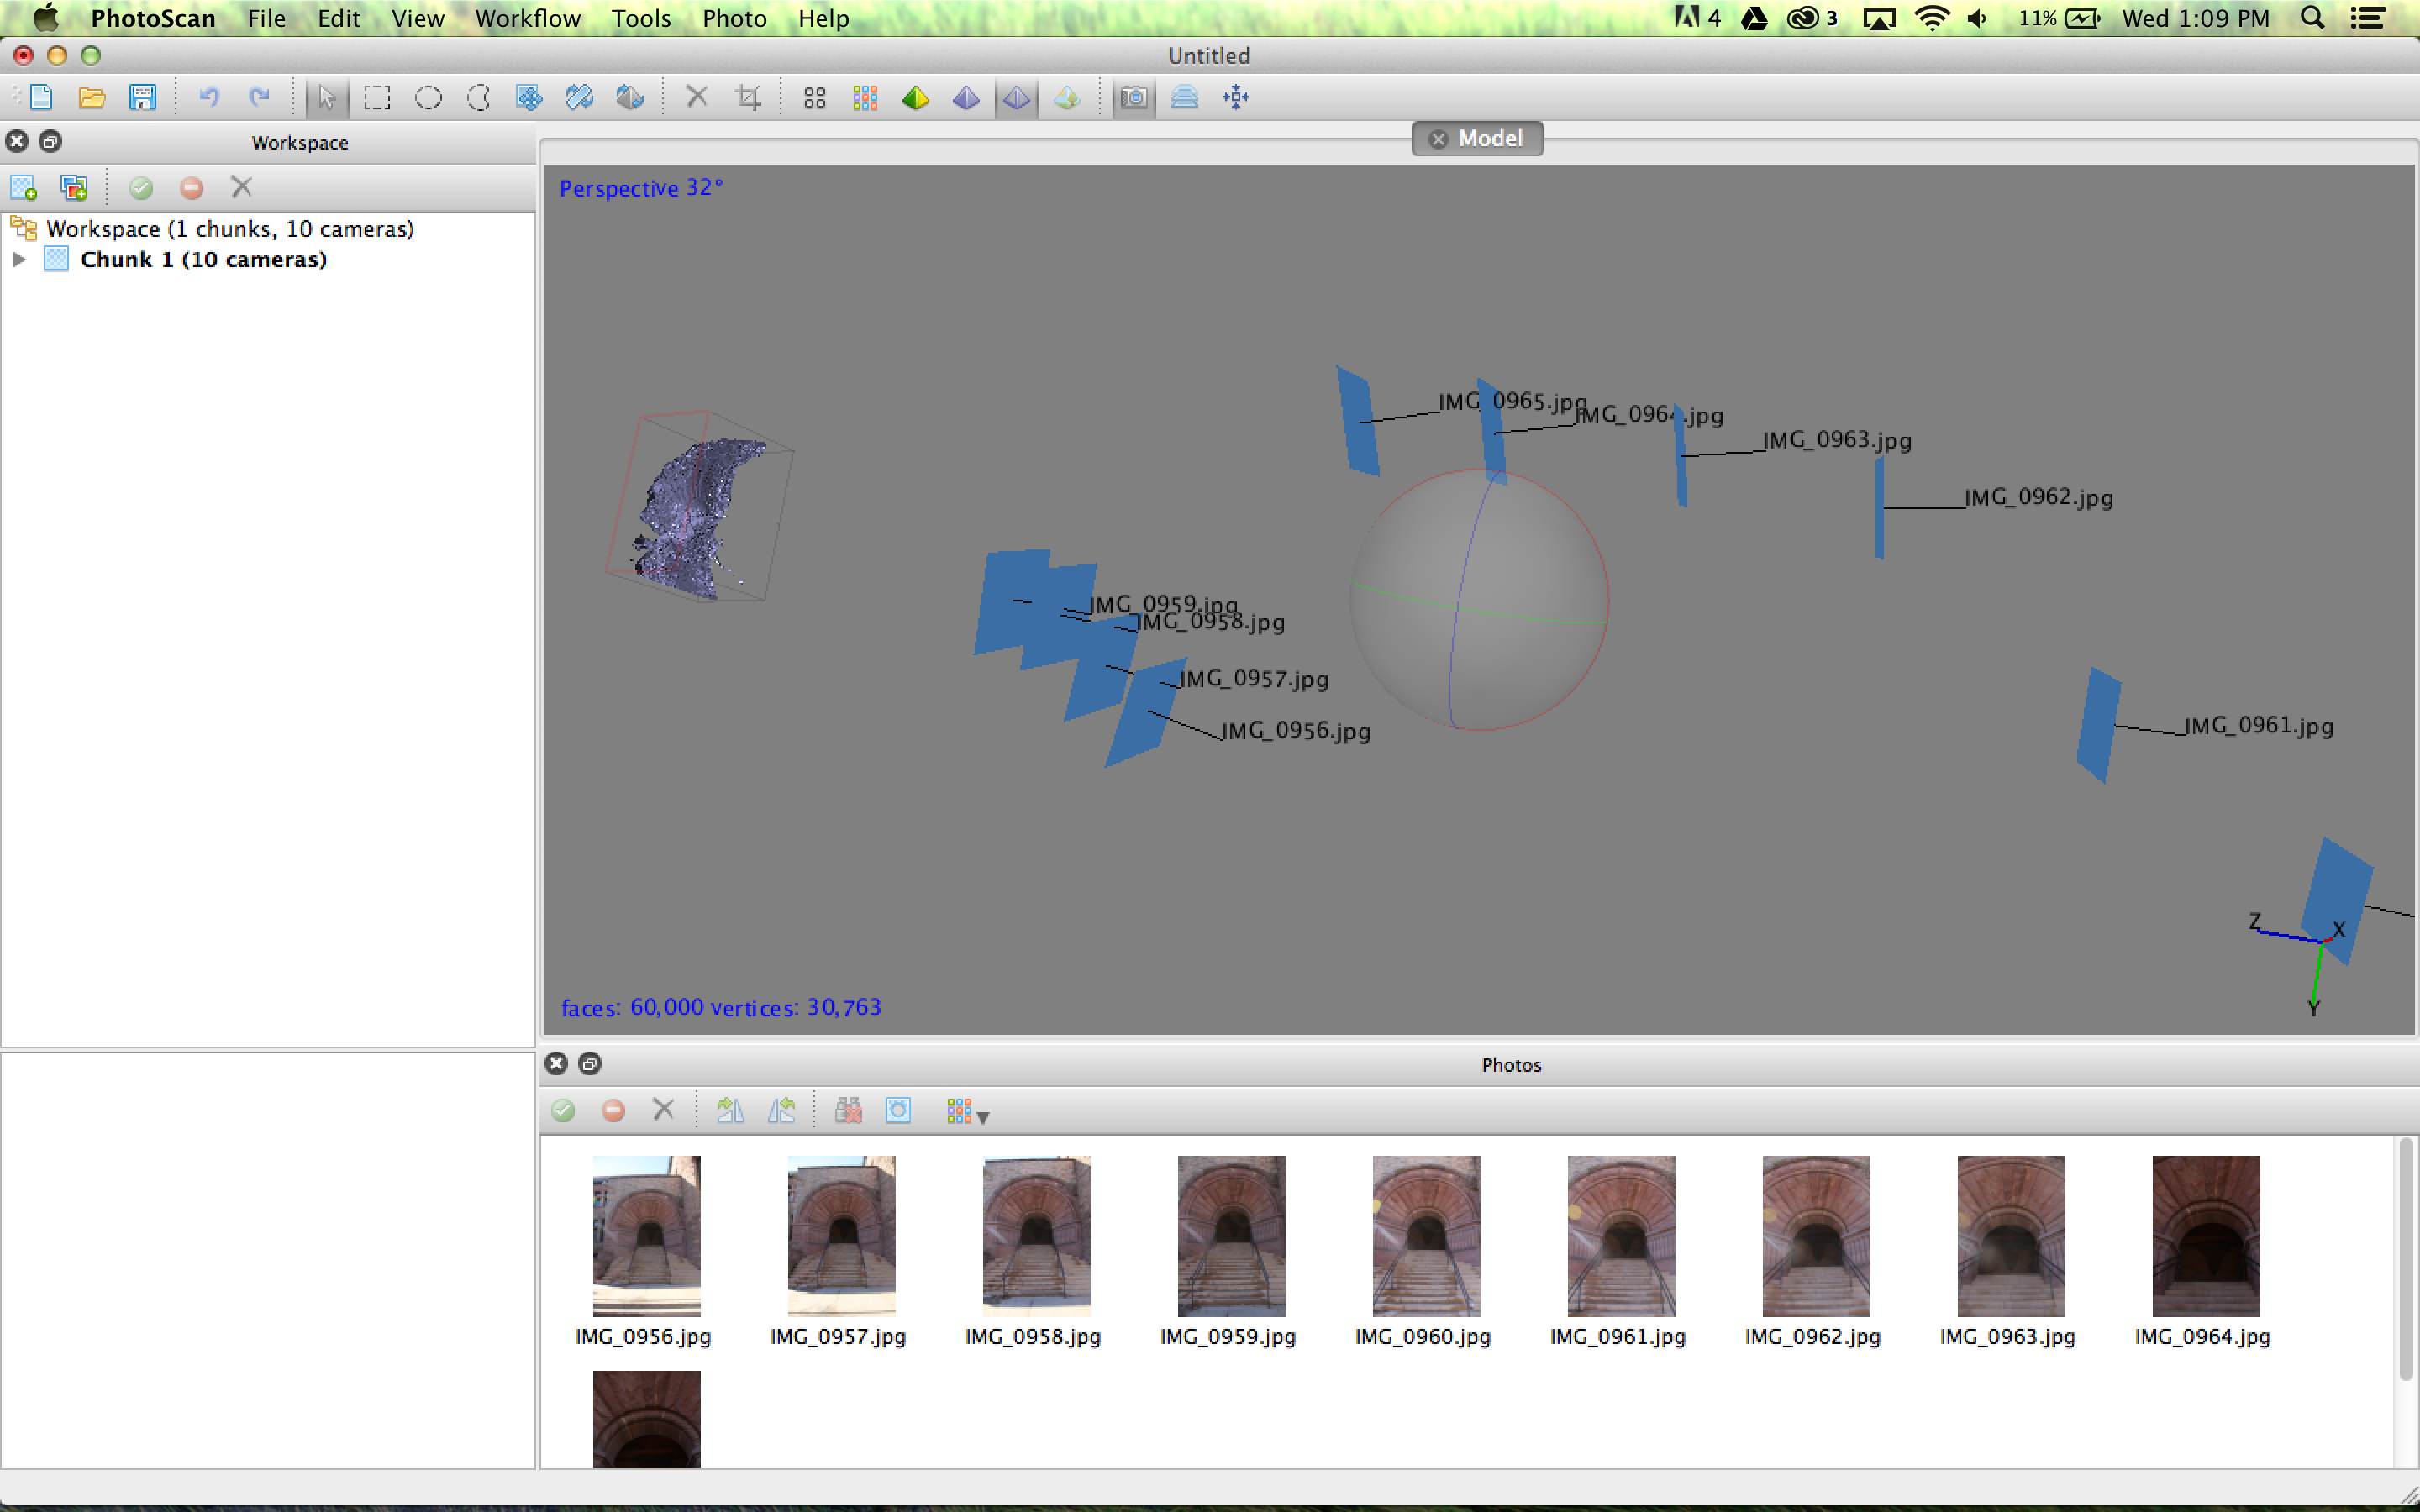 PhotoScan File Edit View Workflow Tools Photo Help 4 3 11% Wed 1:09 PM
Untitled
Workspace
Model
Perspective 32°
Workspace (1 chunks, 10 cameras)
Chunk 1 (10 cameras)
IMG_0965.jpg
IMG_0964.jpg
IMG_0963.jpg
IMG_0962.jpg
IMG_0959.jpg
IMG_0958.jpg
IMG_0957.jpg
IMG_0956.jpg
IMG_0961.jpg
Z X
Y
faces: 60,000 vertices: 30,763
Photos
IMG_0956.jpg IMG_0957.jpg IMG_0958.jpg IMG_0959.jpg IMG_0960.jpg IMG_0961.jpg IMG_0962.jpg IMG_0963.jpg IMG_0964.jpg